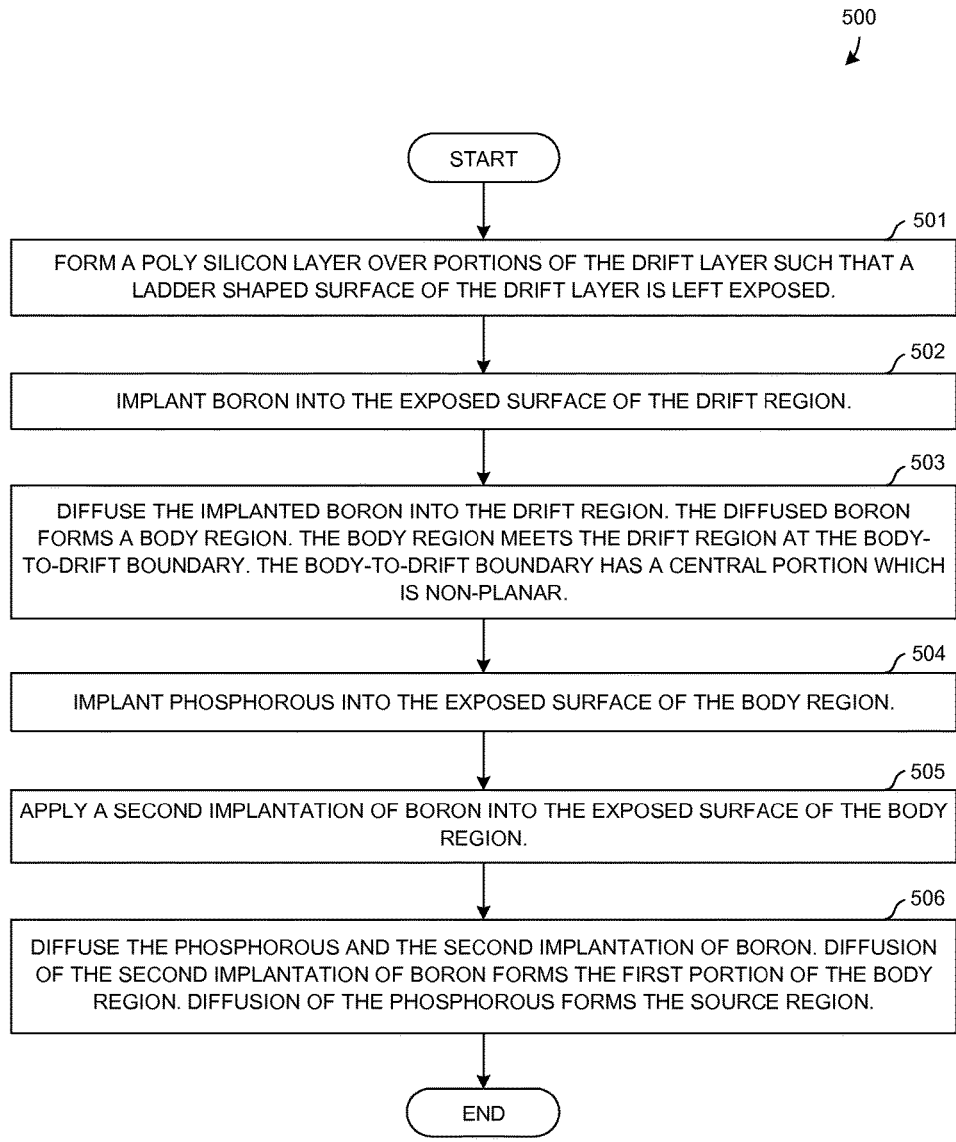 500
START
501
FORM A POLY SILICON LAYER OVER PORTIONS OF THE DRIFT LAYER SUCH THAT A
LADDER SHAPED SURFACE OF THE DRIFT LAYER IS LEFT EXPOSED.
502
IMPLANT BORON INTO THE EXPOSED SURFACE OF THE DRIFT REGION.
503
DIFFUSE THE IMPLANTED BORON INTO THE DRIFT REGION. THE DIFFUSED BORON
FORMS A BODY REGION. THE BODY REGION MEETS THE DRIFT REGION AT THE BODY-
TO-DRIFT BOUNDARY. THE BODY-TO-DRIFT BOUNDARY HAS A CENTRAL PORTION WHICH
IS NON-PLANAR.
504
IMPLANT PHOSPHOROUS INTO THE EXPOSED SURFACE OF THE BODY REGION.
505
APPLY A SECOND IMPLANTATION OF BORON INTO THE EXPOSED SURFACE OF THE BODY
REGION.
506
DIFFUSE THE PHOSPHOROUS AND THE SECOND IMPLANTATION OF BORON. DIFFUSION
OF THE SECOND IMPLANTATION OF BORON FORMS THE FIRST PORTION OF THE BODY
REGION. DIFFUSION OF THE PHOSPHOROUS FORMS THE SOURCE REGION.
END